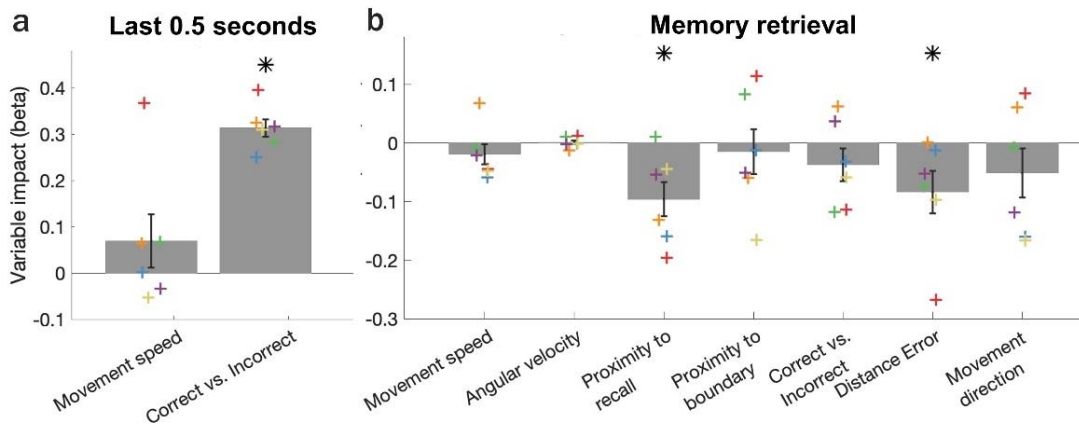 a
Last 0.5 seconds
b
Memory retrieval
Variable impact (beta)
0.4
0.3
0.2
0.1
0
-0.1
*
Movement speed
Correct vs. Incorrect
0.1
0
-0.1
-0.2
-0.3
*
*
Movement speed
Angular velocity
Proximity to
recall
Proximity to
boundary
Correct vs.
Incorrect
Distance Error
Movement
direction